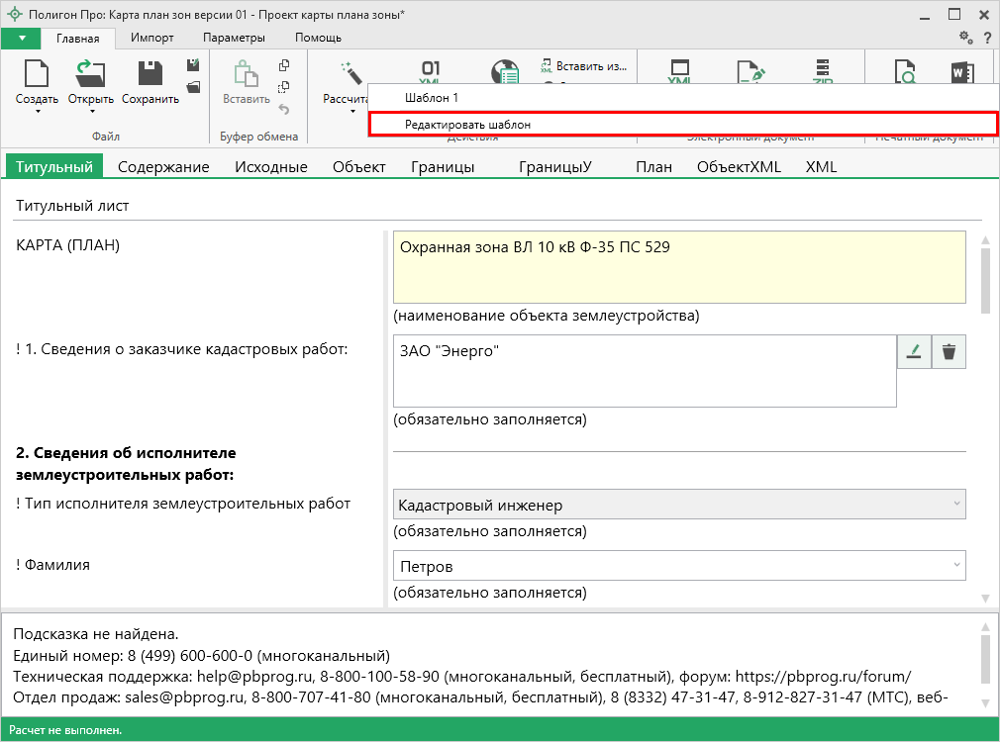 Полигон Про: Карта план зон версии 01 - Проект карты плана зоны*
Главная Импорт Параметры Помощь
?
01
Вставить из...
Создать Открыть Сохранить Вставить
Шаблон 1
Редактировать шаблон
Файл Буфер обмена
Титульный Содержание Исходные Объект Границы ГраницыУ План ОбъектXML XML
Титульный лист
КАРТА (ПЛАН)
Охранная зона ВЛ 10 кВ Ф-35 ПС 529
(наименование объекта землеустройства)
! 1. Сведения о заказчике кадастровых работ:
ЗАО "Энерго"
(обязательно заполняется)
2. Сведения об исполнителе
землеустроительных работ:
! Тип исполнителя землеустроительных работ
Кадастровый инженер
(обязательно заполняется)
! Фамилия
Петров
(обязательно заполняется)
Подсказка не найдена.
Единый номер: 8 (499) 600-600-0 (многоканальный)
Техническая поддержка: help@pbprog.ru, 8-800-100-58-90 (многоканальный, бесплатный), форум: https://pbprog.ru/forum/
Отдел продаж: sales@pbprog.ru, 8-800-707-41-80 (многоканальный, бесплатный), 8 (8332) 47-31-47, 8-912-827-31-47 (МТС), веб-
Расчет не выполнен.